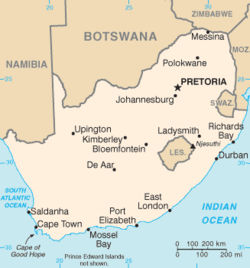 ZIMBABWE
BOTSWANA
Messina
MOZ.
NAMIBIA
Polokwane
PRETORIA
Johannesburg
SWAZ.
Upington
Kimberley
Bloemfontein
Ladysmith
Richards
Bay
LES.
Njesuthi
Durban
De Aar
SOUTH
ATLANTIC
OCEAN
East
London
INDIAN
OCEAN
Saldanha
Cape Town
Port
Elizabeth
Mossel
Bay
Cape of
Good Hope
Prince Edward Islands
not shown.
0 100 200 km
0 100 200 mi